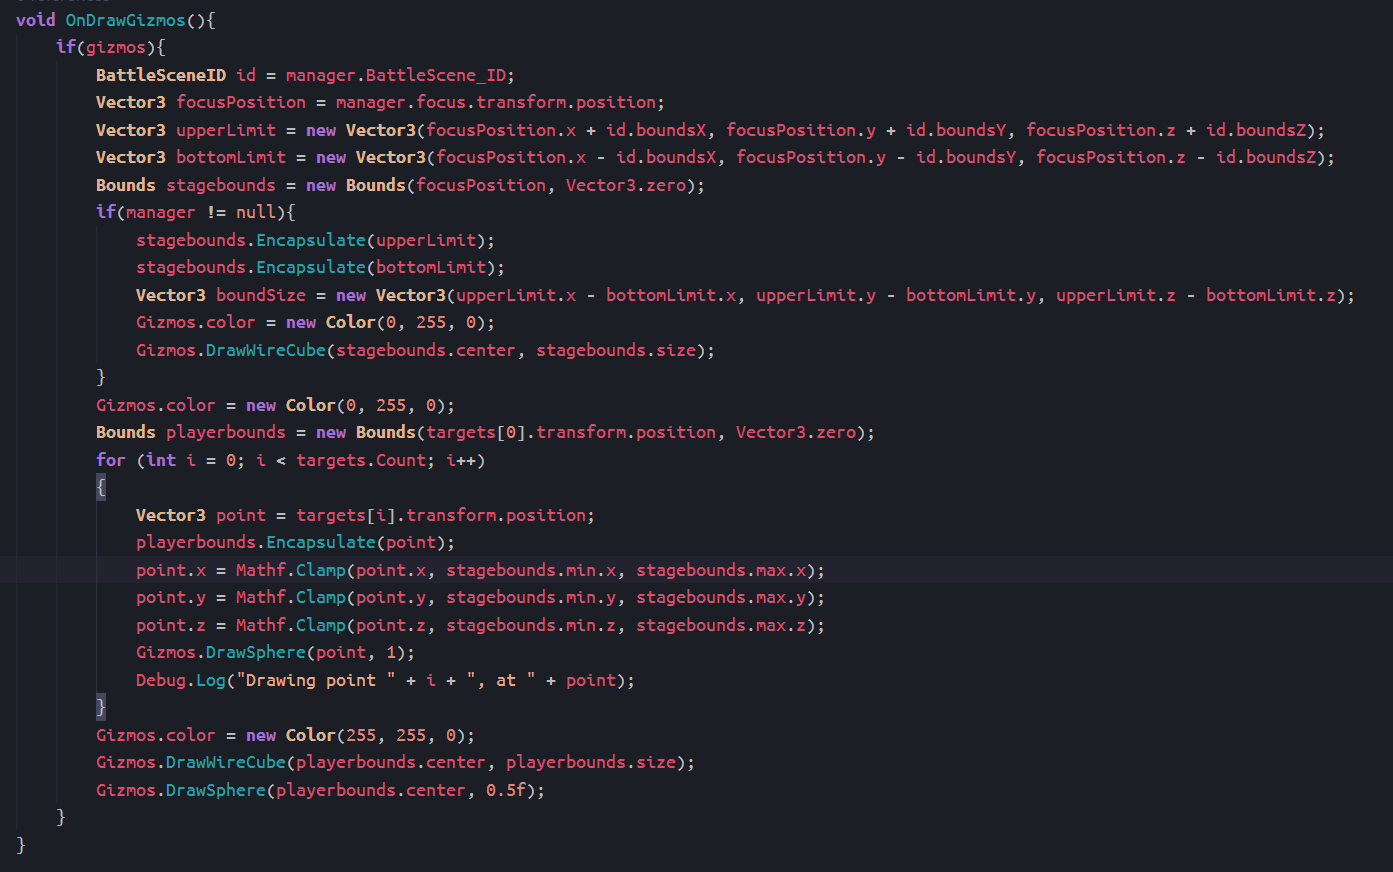 void OnDrawGizmos(){
    if(gizmos){
        BattleSceneID id = manager.BattleScene_ID;
        Vector3 focusPosition = manager.focus.transform.position;
        Vector3 upperLimit = new Vector3(focusPosition.x + id.boundsX, focusPosition.y + id.boundsY, focusPosition.z + id.boundsZ);
        Vector3 bottomLimit = new Vector3(focusPosition.x - id.boundsX, focusPosition.y - id.boundsY, focusPosition.z - id.boundsZ);
        Bounds stagebounds = new Bounds(focusPosition, Vector3.zero);
        if(manager != null){
            stagebounds.Encapsulate(upperLimit);
            stagebounds.Encapsulate(bottomLimit);
            Vector3 boundSize = new Vector3(upperLimit.x - bottomLimit.x, upperLimit.y - bottomLimit.y, upperLimit.z - bottomLimit.z);
            Gizmos.color = new Color(0, 255, 0);
            Gizmos.DrawWireCube(stagebounds.center, stagebounds.size);
        }
        Gizmos.color = new Color(0, 255, 0);
        Bounds playerbounds = new Bounds(targets[0].transform.position, Vector3.zero);
        for (int i = 0; i < targets.Count; i++)
        {
            Vector3 point = targets[i].transform.position;
            playerbounds.Encapsulate(point);
            point.x = Mathf.Clamp(point.x, stagebounds.min.x, stagebounds.max.x);
            point.y = Mathf.Clamp(point.y, stagebounds.min.y, stagebounds.max.y);
            point.z = Mathf.Clamp(point.z, stagebounds.min.z, stagebounds.max.z);
            Gizmos.DrawSphere(point, 1);
            Debug.Log("Drawing point " + i + ", at " + point);
        }
        Gizmos.color = new Color(255, 255, 0);
        Gizmos.DrawWireCube(playerbounds.center, playerbounds.size);
        Gizmos.DrawSphere(playerbounds.center, 0.5f);
    }
}